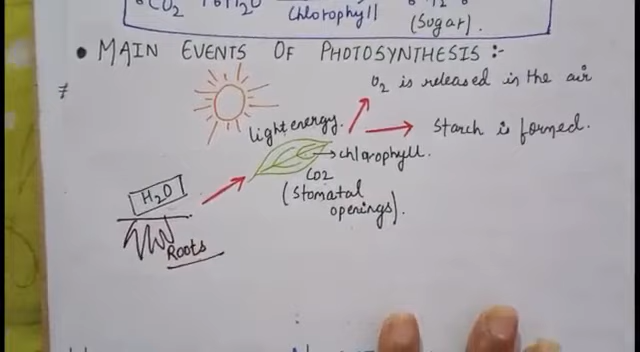 Chlorophyll
(Sugar)
• MAIN EVENTS OF PHOTOSYNTHESIS :-
O2 is released in the air
light energy.
Starch is formed.
chlorophyll.
CO2
(Stomatal
openings).
H2O
Roots